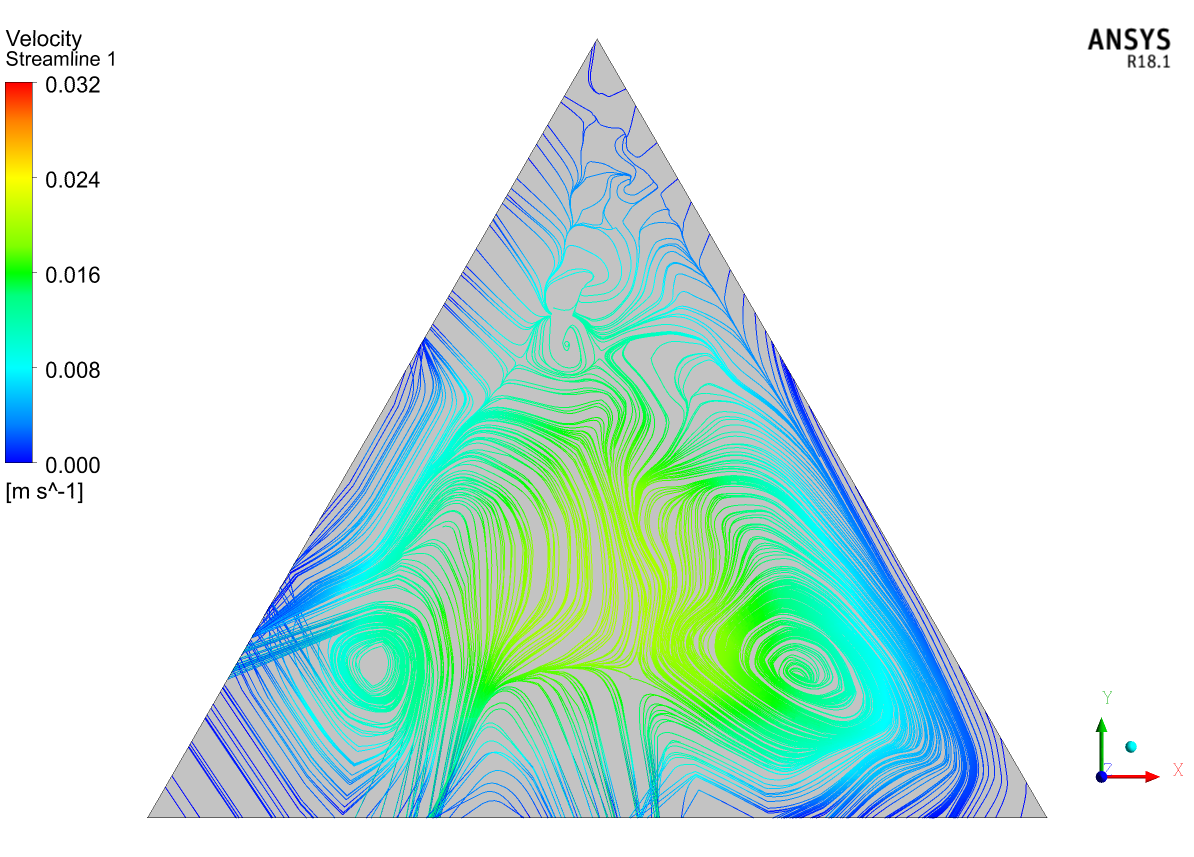 Velocity
Streamline 1
0.032
0.024
0.016
0.008
0.000
[m s^-1]
ANSYS
R18.1
Y
Z
X